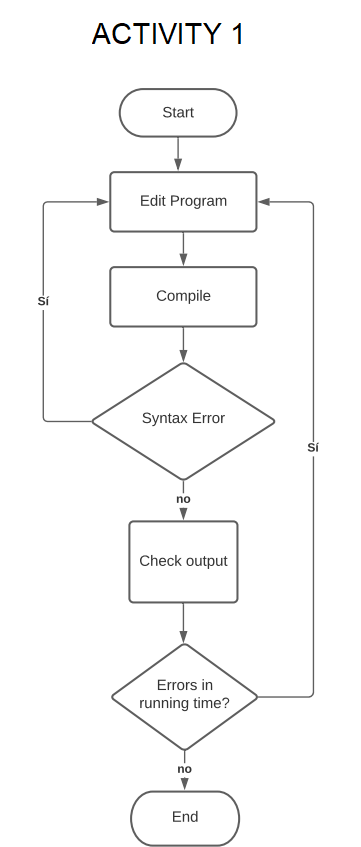 ACTIVITY 1
Start
Edit Program
Compile
Sí
Syntax Error
Sí
no
Check output
Errors in
running time?
no
End